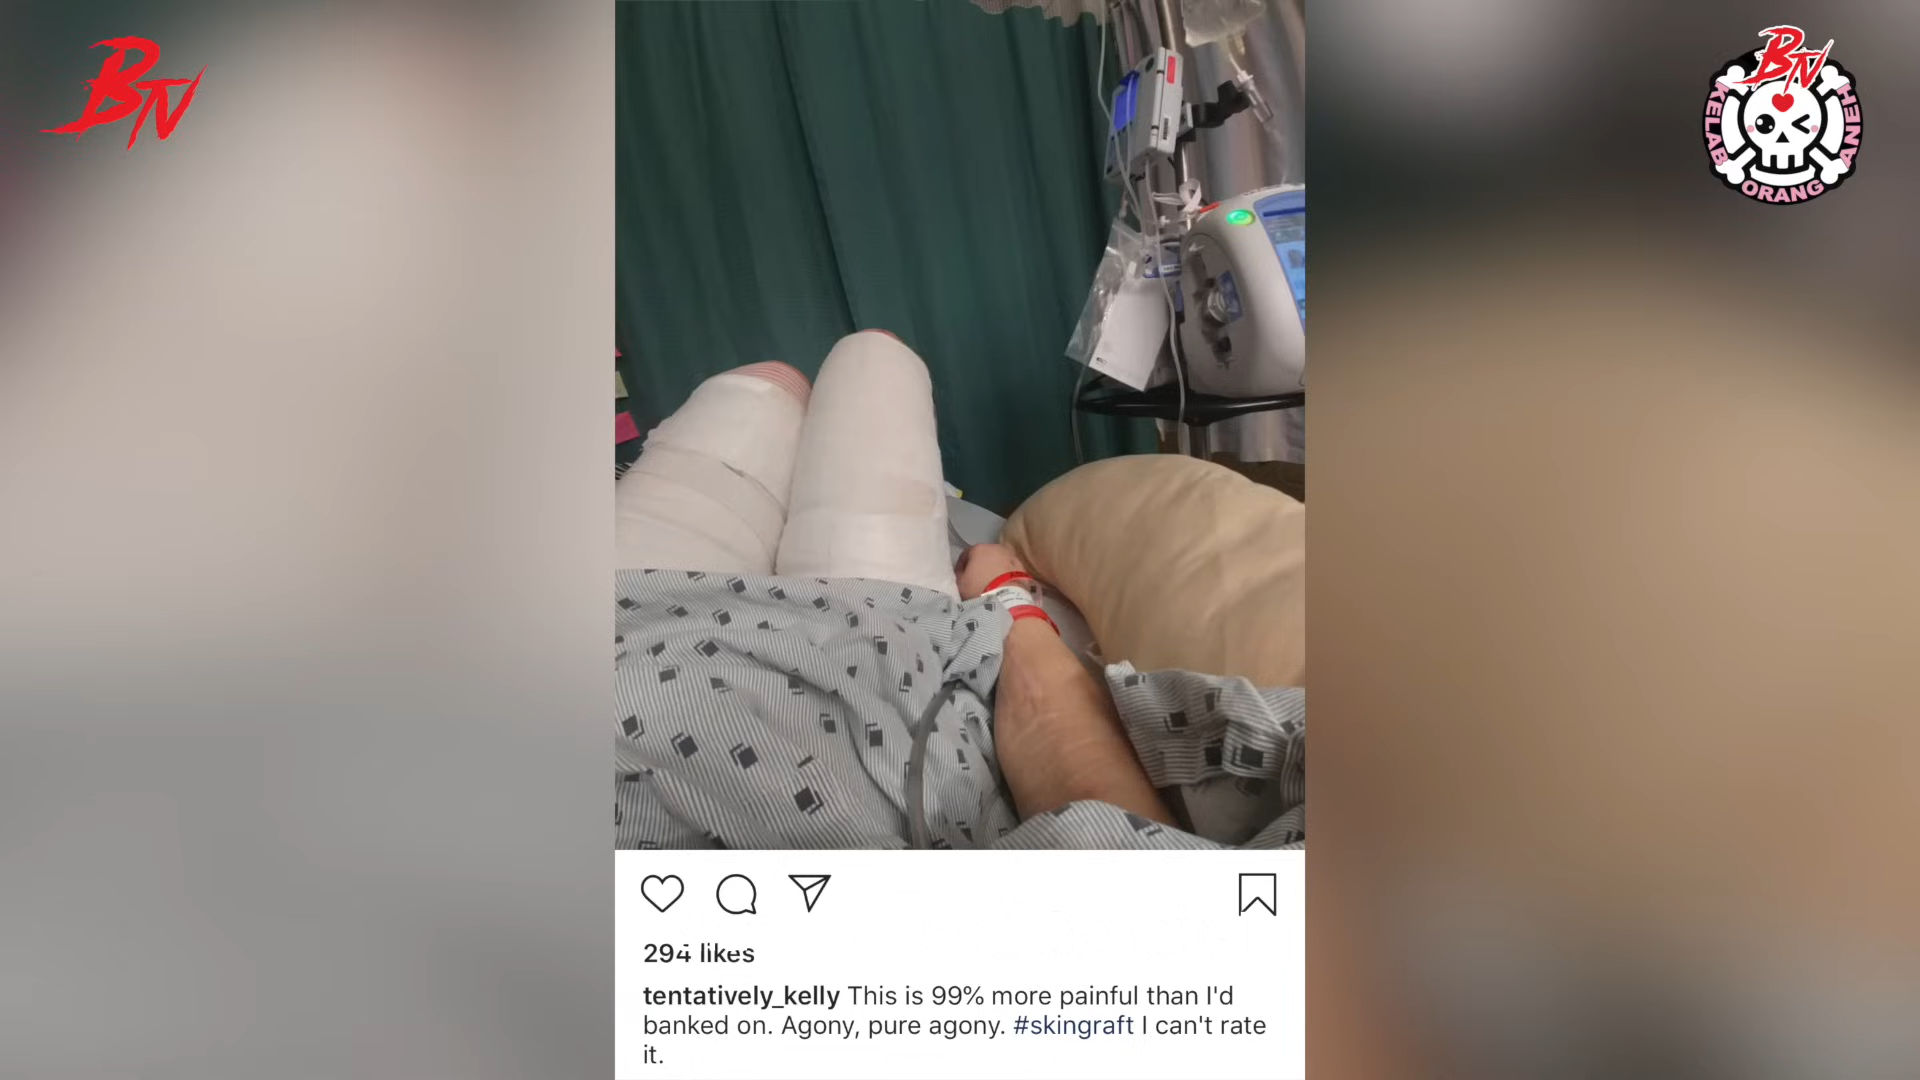 BN
BN
KELAB ORANG ANEH
294 likes
tentatively_kelly This is 99% more painful than I'd
banked on. Agony, pure agony. #skingraft I can't rate
it.